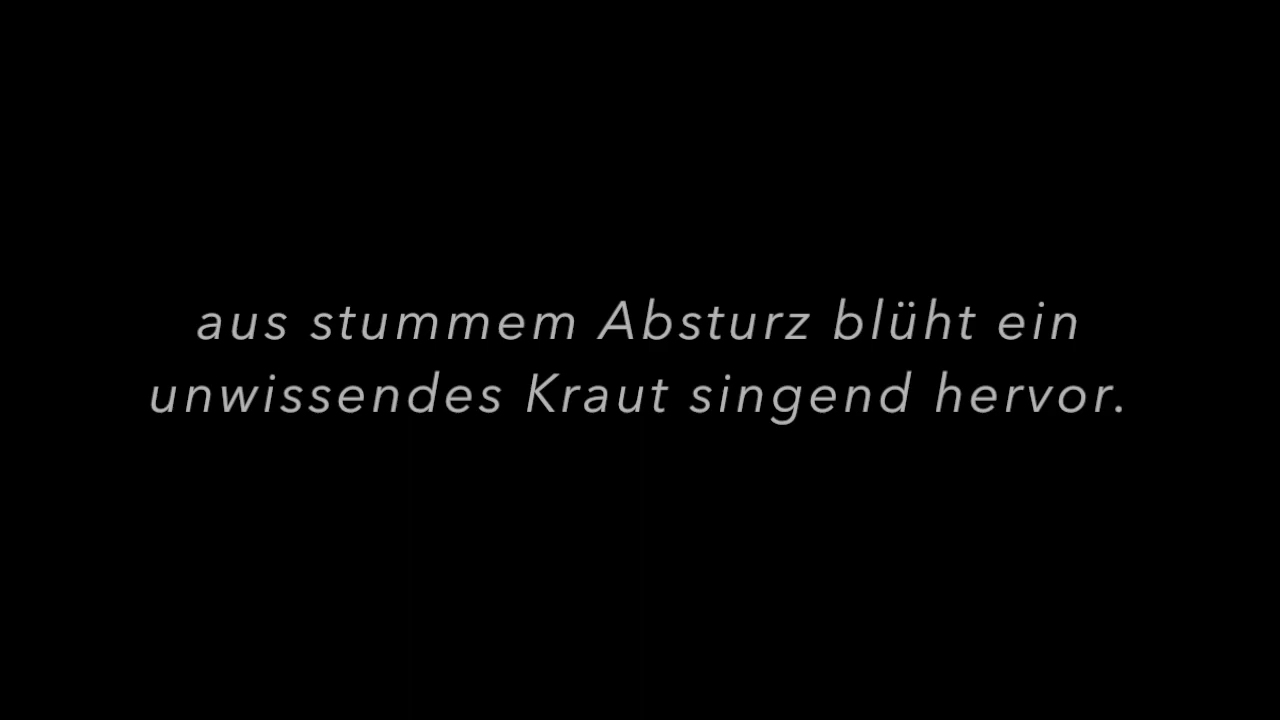 aus stummem Absturz blüht ein
unwissendes Kraut singend hervor.